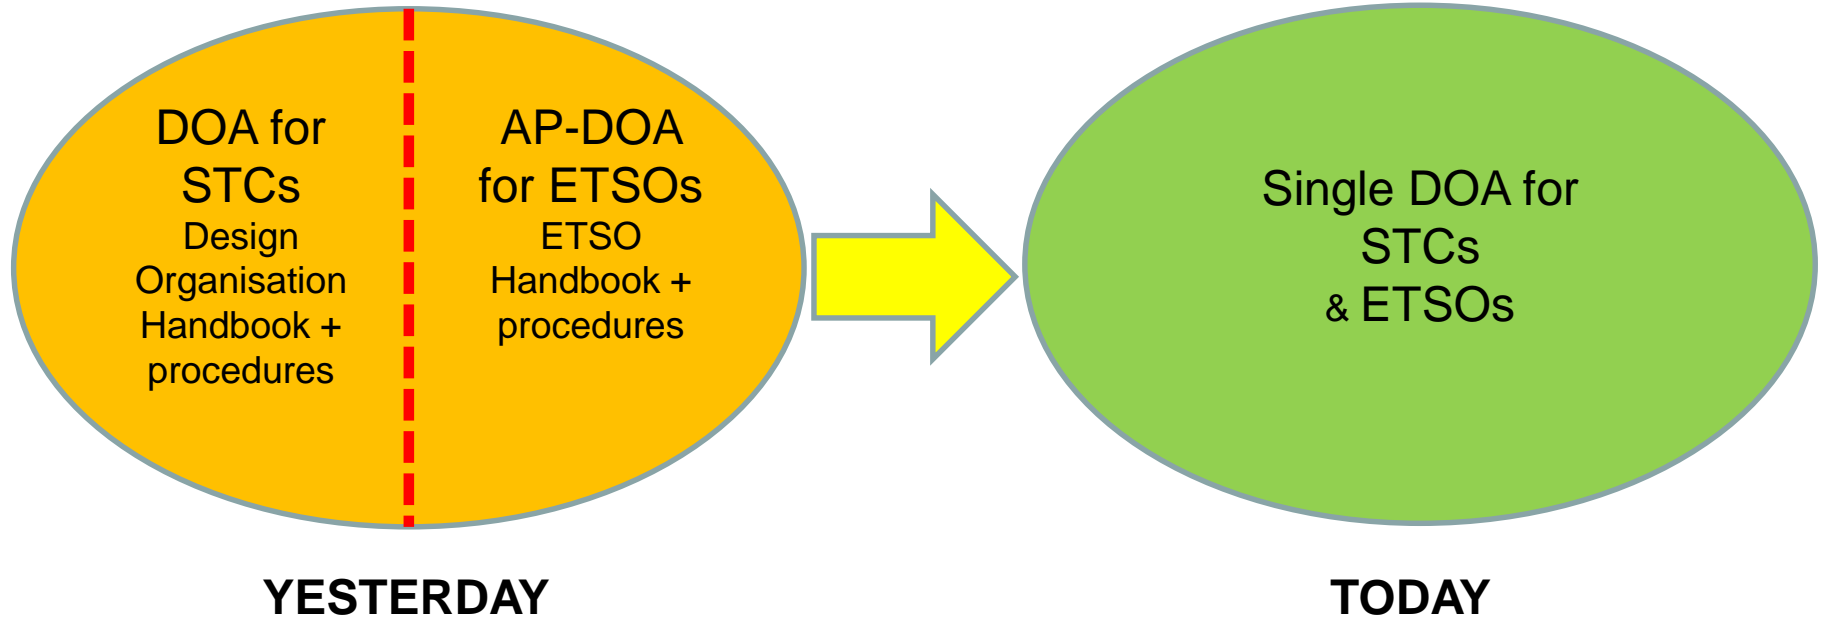 DOA for
STCs
Design
Organisation
Handbook +
procedures
AP-DOA
for ETSOs
ETSO
Handbook +
procedures
Single DOA for
STCs
& ETSOs
YESTERDAY
TODAY